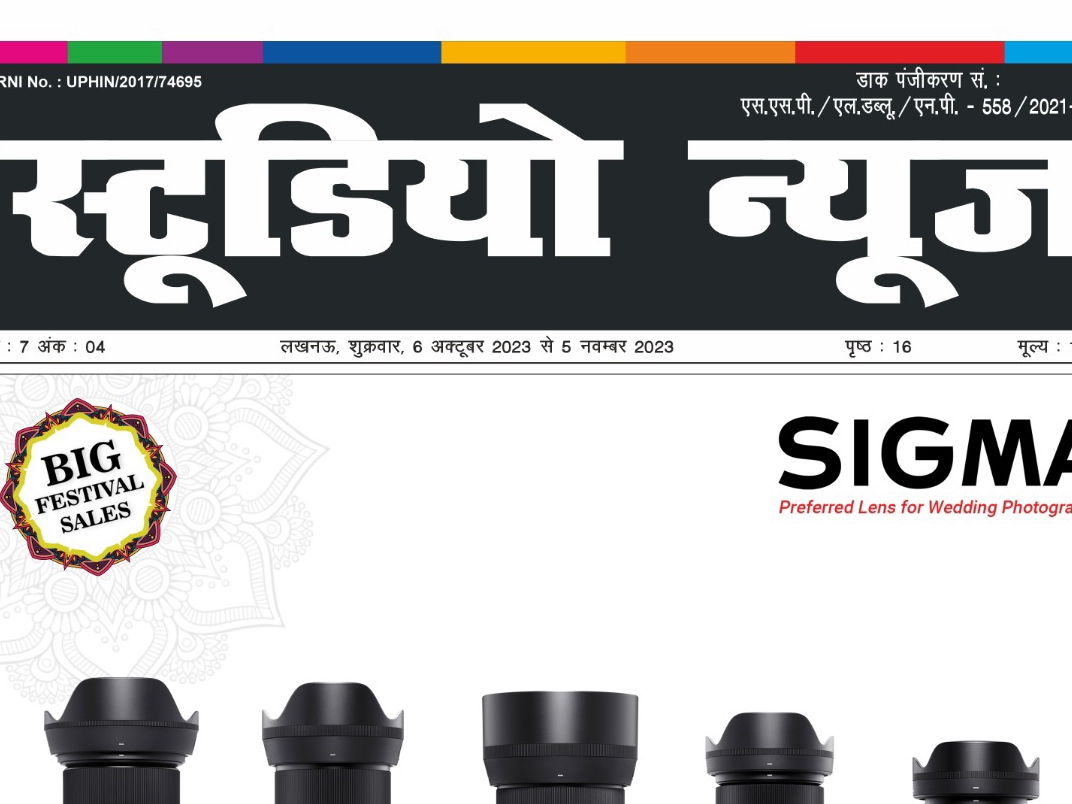 RNI No. : UPHIN/2017/74695
डाक पंजीकरण सं. :
एस.एस.पी./एल.डब्लू./एन.पी. - 558/2021-
स्टूडियो न्यूज
: 7 अंक : 04
लखनऊ, शुक्रवार, 6 अक्टूबर 2023 से 5 नवम्बर 2023
पृष्ठ : 16
मूल्य :
BIG
FESTIVAL
SALES
SIGMA
Preferred Lens for Wedding